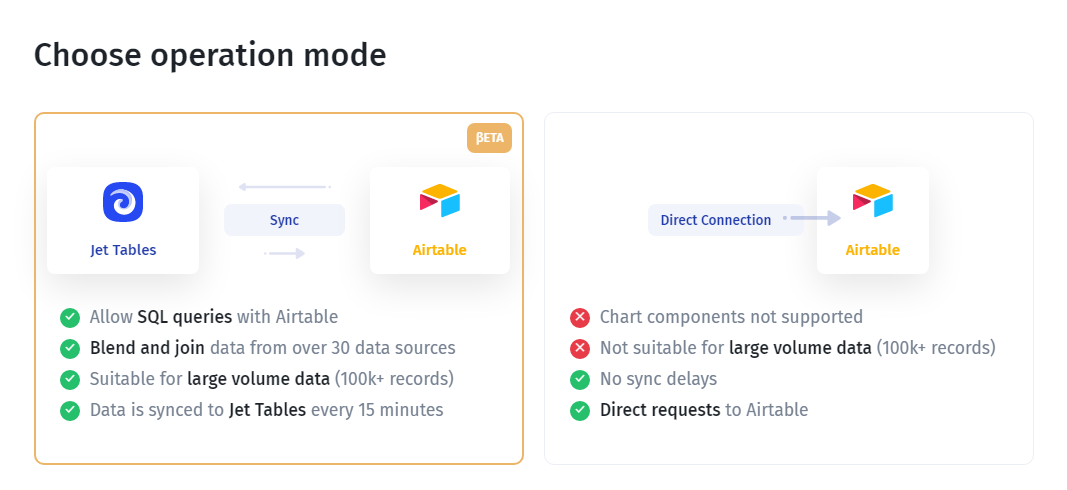 Choose operation mode
βETA
Jet Tables
Sync
Airtable
Allow SQL queries with Airtable
Blend and join data from over 30 data sources
Suitable for large volume data (100k+ records)
Data is synced to Jet Tables every 15 minutes
Direct Connection
Airtable
Chart components not supported
Not suitable for large volume data (100k+ records)
No sync delays
Direct requests to Airtable